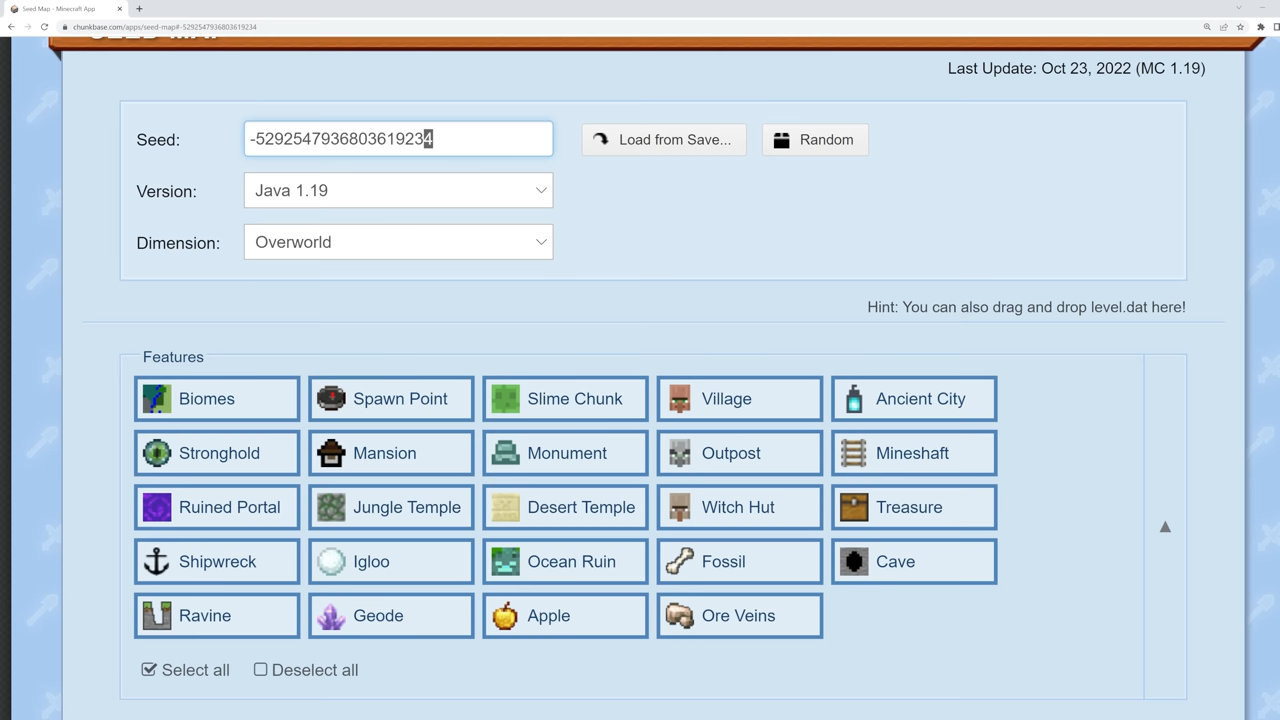 Seed Map - Minecraft App
chunkbase.com/apps/seed-map#-5292547936803619234
Last Update: Oct 23, 2022 (MC 1.19)
Seed: -5292547936803619234 Load from Save... Random
Version: Java 1.19
Dimension: Overworld
Hint: You can also drag and drop level.dat here!
Features
Biomes Spawn Point Slime Chunk Village Ancient City
Stronghold Mansion Monument Outpost Mineshaft
Ruined Portal Jungle Temple Desert Temple Witch Hut Treasure
Shipwreck Igloo Ocean Ruin Fossil Cave
Ravine Geode Apple Ore Veins
Select all Deselect all